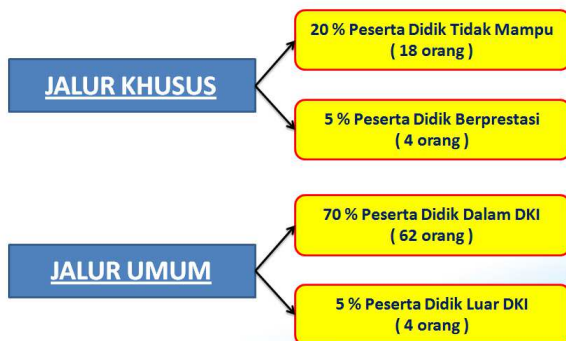 JALUR KHUSUS
20 % Peserta Didik Tidak Mampu
( 18 orang )
5 % Peserta Didik Berprestasi
( 4 orang )
JALUR UMUM
70 % Peserta Didik Dalam DKI
( 62 orang )
5 % Peserta Didik Luar DKI
( 4 orang )